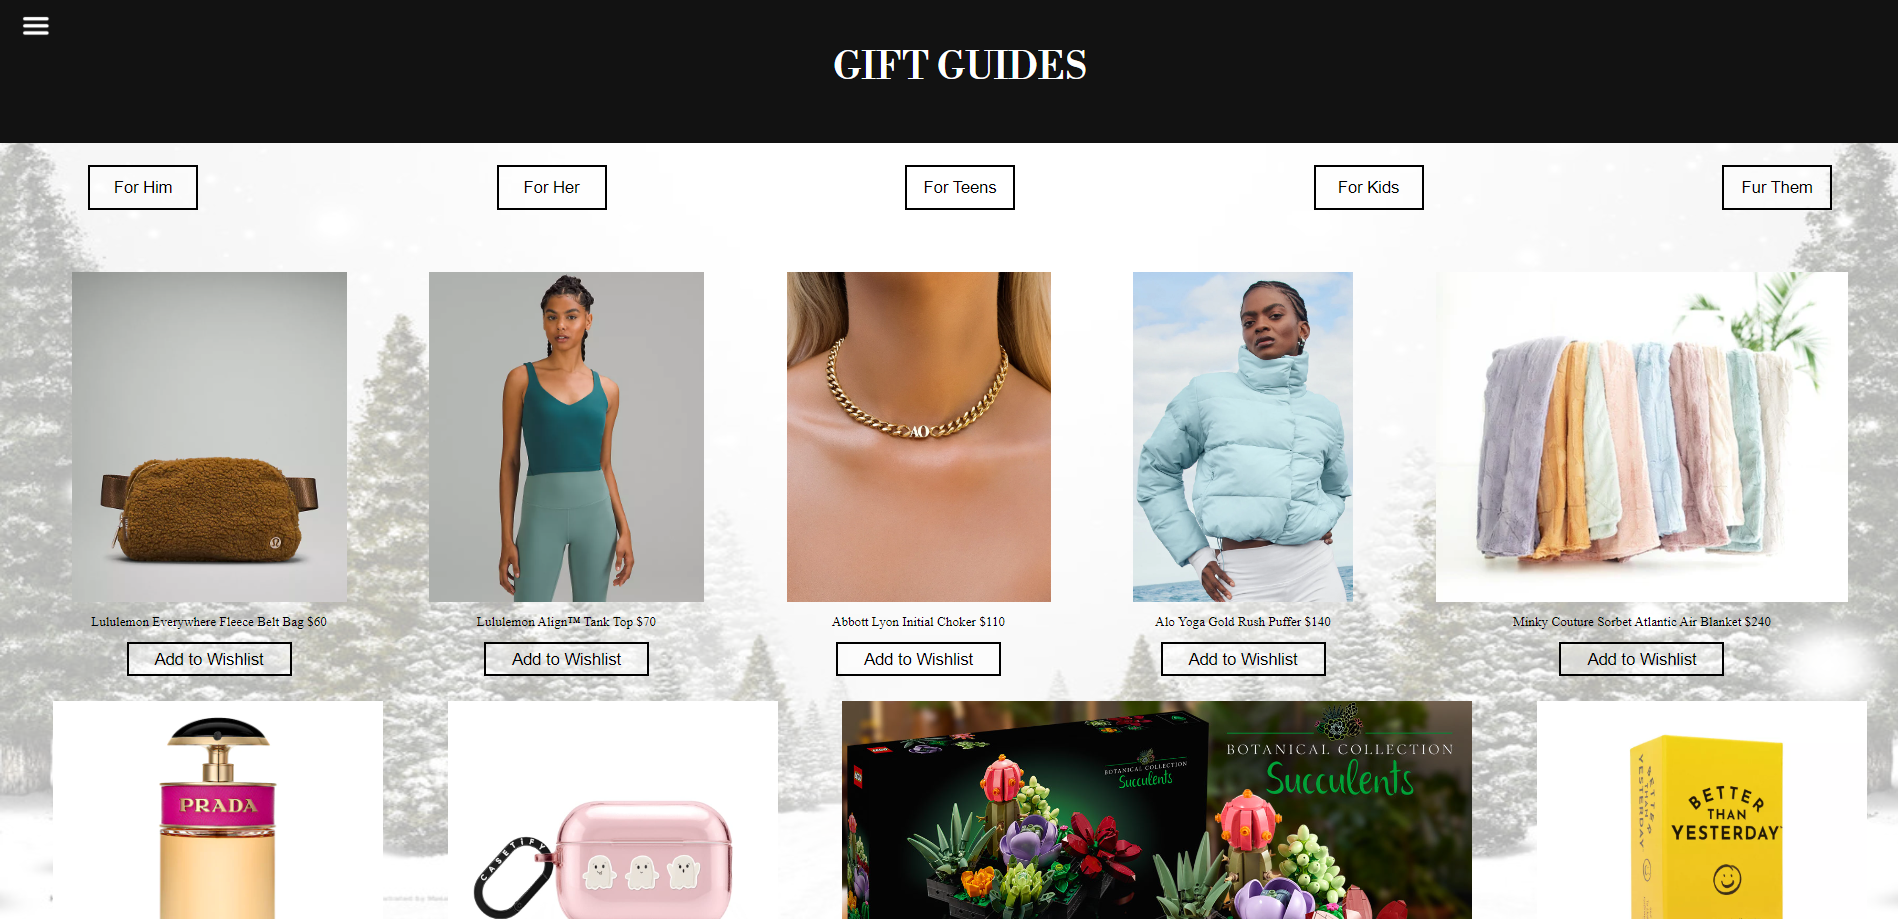 GIFT GUIDES
For Him
For Her
For Teens
For Kids
Fur Them
AO
Lululemon Everywhere Fleece Belt Bag $60
Lululemon Align™ Tank Top $70
Abbott Lyon Initial Choker $110
Alo Yoga Gold Rush Puffer $140
Minky Couture Sorbet Atlantic Air Blanket $240
Add to Wishlist
Add to Wishlist
Add to Wishlist
Add to Wishlist
Add to Wishlist
PRADA
CASETiFY
LEGO
BOTANICAL COLLECTION
Succulents
BOTANICAL COLLECTION
Succulents
BETTER THAN YESTERDAY
BETTER
THAN
YESTERDAY